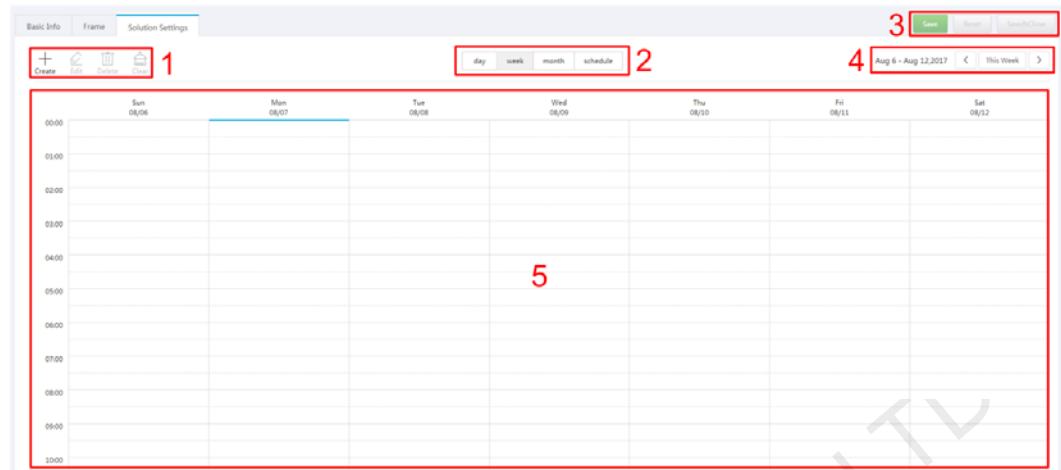 Basic Info Frame Solution Settings 3 Save Reset Save&Close
Create Edit Delete Clear 1 day week month schedule 2 4 Aug 6 - Aug 12,2017 < This Week >
Sun Mon Tue Wed Thu Fri Sat
08/06 08/07 08/08 08/09 08/10 08/11 08/12
00:00
01:00
02:00
03:00
04:00
5
05:00
06:00
07:00
08:00
09:00
10:00
LTD